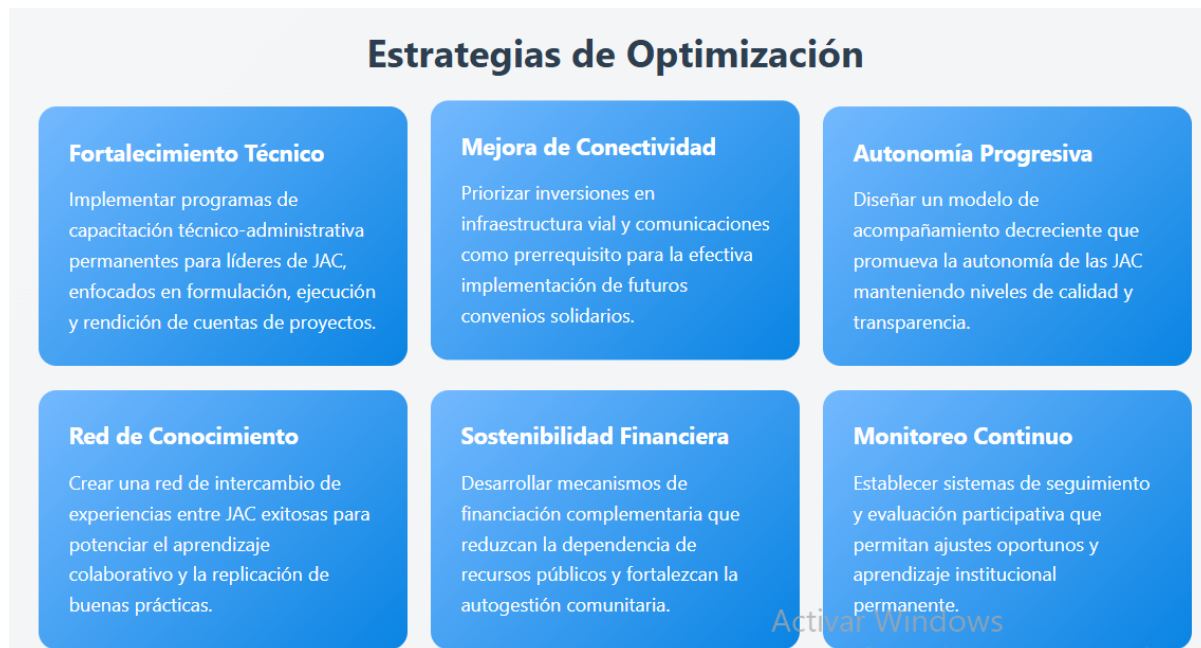 Estrategias de Optimización
Fortalecimiento Técnico
Implementar programas de
capacitación técnico-administrativa
permanentes para líderes de JAC,
enfocados en formulación, ejecución
y rendición de cuentas de proyectos.
Mejora de Conectividad
Priorizar inversiones en
infraestructura vial y comunicaciones
como prerrequisito para la efectiva
implementación de futuros
convenios solidarios.
Autonomía Progresiva
Diseñar un modelo de
acompañamiento decreciente que
promueva la autonomía de las JAC
manteniendo niveles de calidad y
transparencia.
Red de Conocimiento
Crear una red de intercambio de
experiencias entre JAC exitosas para
potenciar el aprendizaje
colaborativo y la replicación de
buenas prácticas.
Sostenibilidad Financiera
Desarrollar mecanismos de
financiación complementaria que
reduzcan la dependencia de
recursos públicos y fortalezcan la
autogestión comunitaria.
Monitoreo Continuo
Establecer sistemas de seguimiento
y evaluación participativa que
permitan ajustes oportunos y
aprendizaje institucional
permanente.
Activar Windows